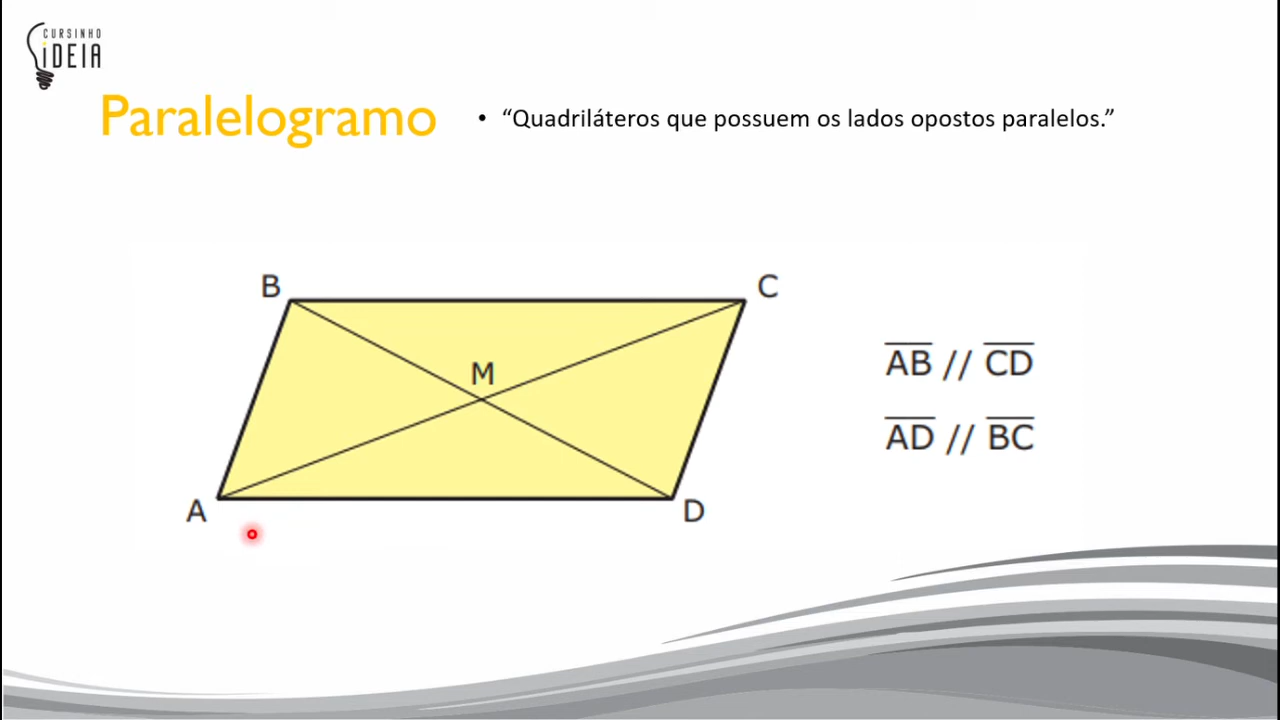 CURSINHO
iDEIA
Paralelogramo
• “Quadriláteros que possuem os lados opostos paralelos.”
B
C
M
AB // CD
AD // BC
A
D